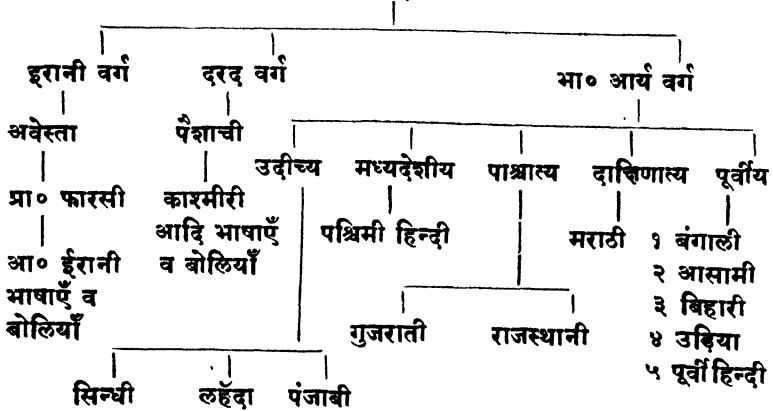 इरानी वर्ग
दरद वर्ग
भा० आर्य वर्ग
अवेस्ता
पैशाची
उदीच्य
मध्यदेशीय
पाश्चात्य
दाक्षिणात्य
पूर्वीय
प्रा० फारसी
काश्मीरी
आदि भाषाएँ
व बोलियाँ
पश्चिमी हिन्दी
मराठी
१ बंगाली
२ आसामी
३ बिहारी
४ उड़िया
५ पूर्वी हिन्दी
आ० ईरानी
भाषाएँ व
बोलियाँ
गुजराती
राजस्थानी
सिन्धी
लहँदा
पंजाबी